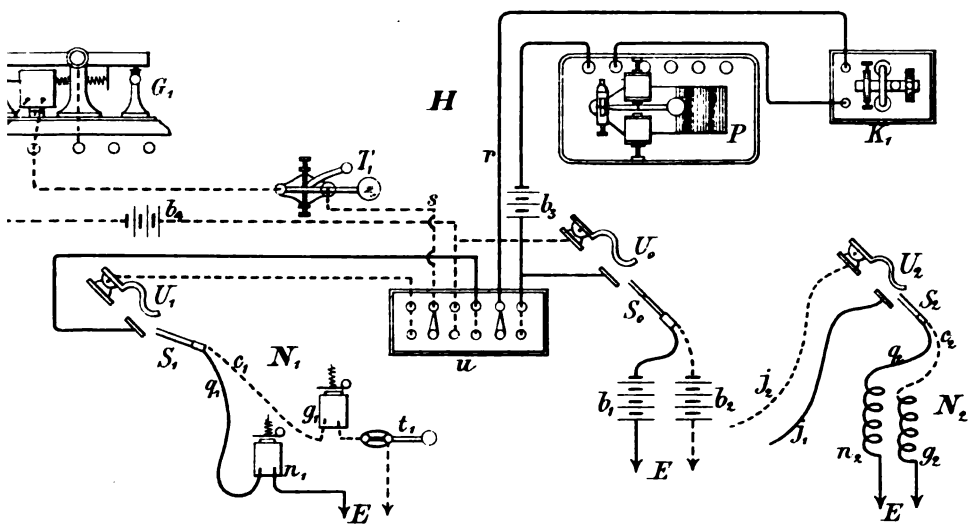 G₁
H
P
K₁
T₁
r
s
b₃
b₄
U₀
U₁
U₂
S₁
S₀
S₂
u
N₁
c₁
q₁
g₁
t₁
n₁
E
b₁
b₂
E
j₂
j₁
c₂
q₂
N₂
n₂
g₂
E